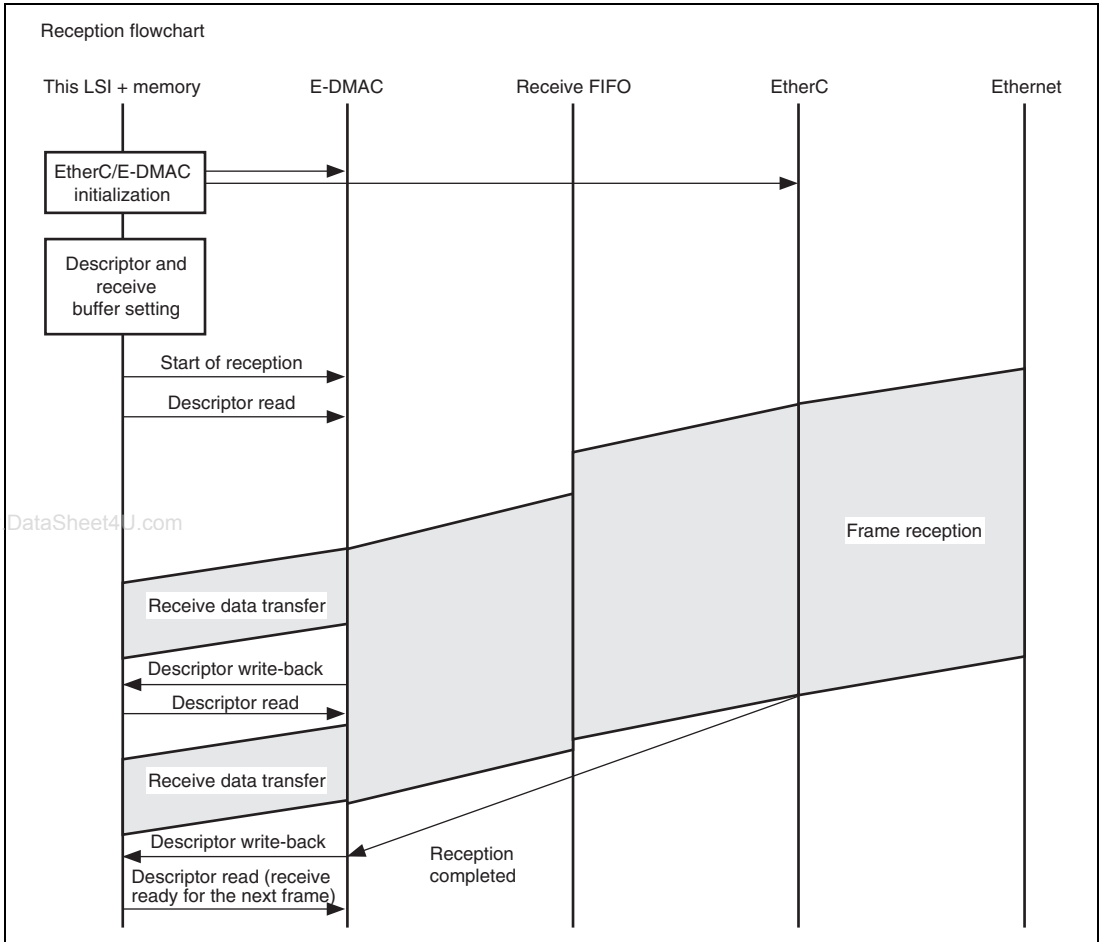 Reception flowchart
This LSI + memory
E-DMAC
Receive FIFO
EtherC
Ethernet
EtherC/E-DMAC
initialization
Descriptor and
receive
buffer setting
Start of reception
Descriptor read
DataSheet4U.com
Frame reception
Receive data transfer
Descriptor write-back
Descriptor read
Receive data transfer
Descriptor write-back
Reception
completed
Descriptor read (receive
ready for the next frame)